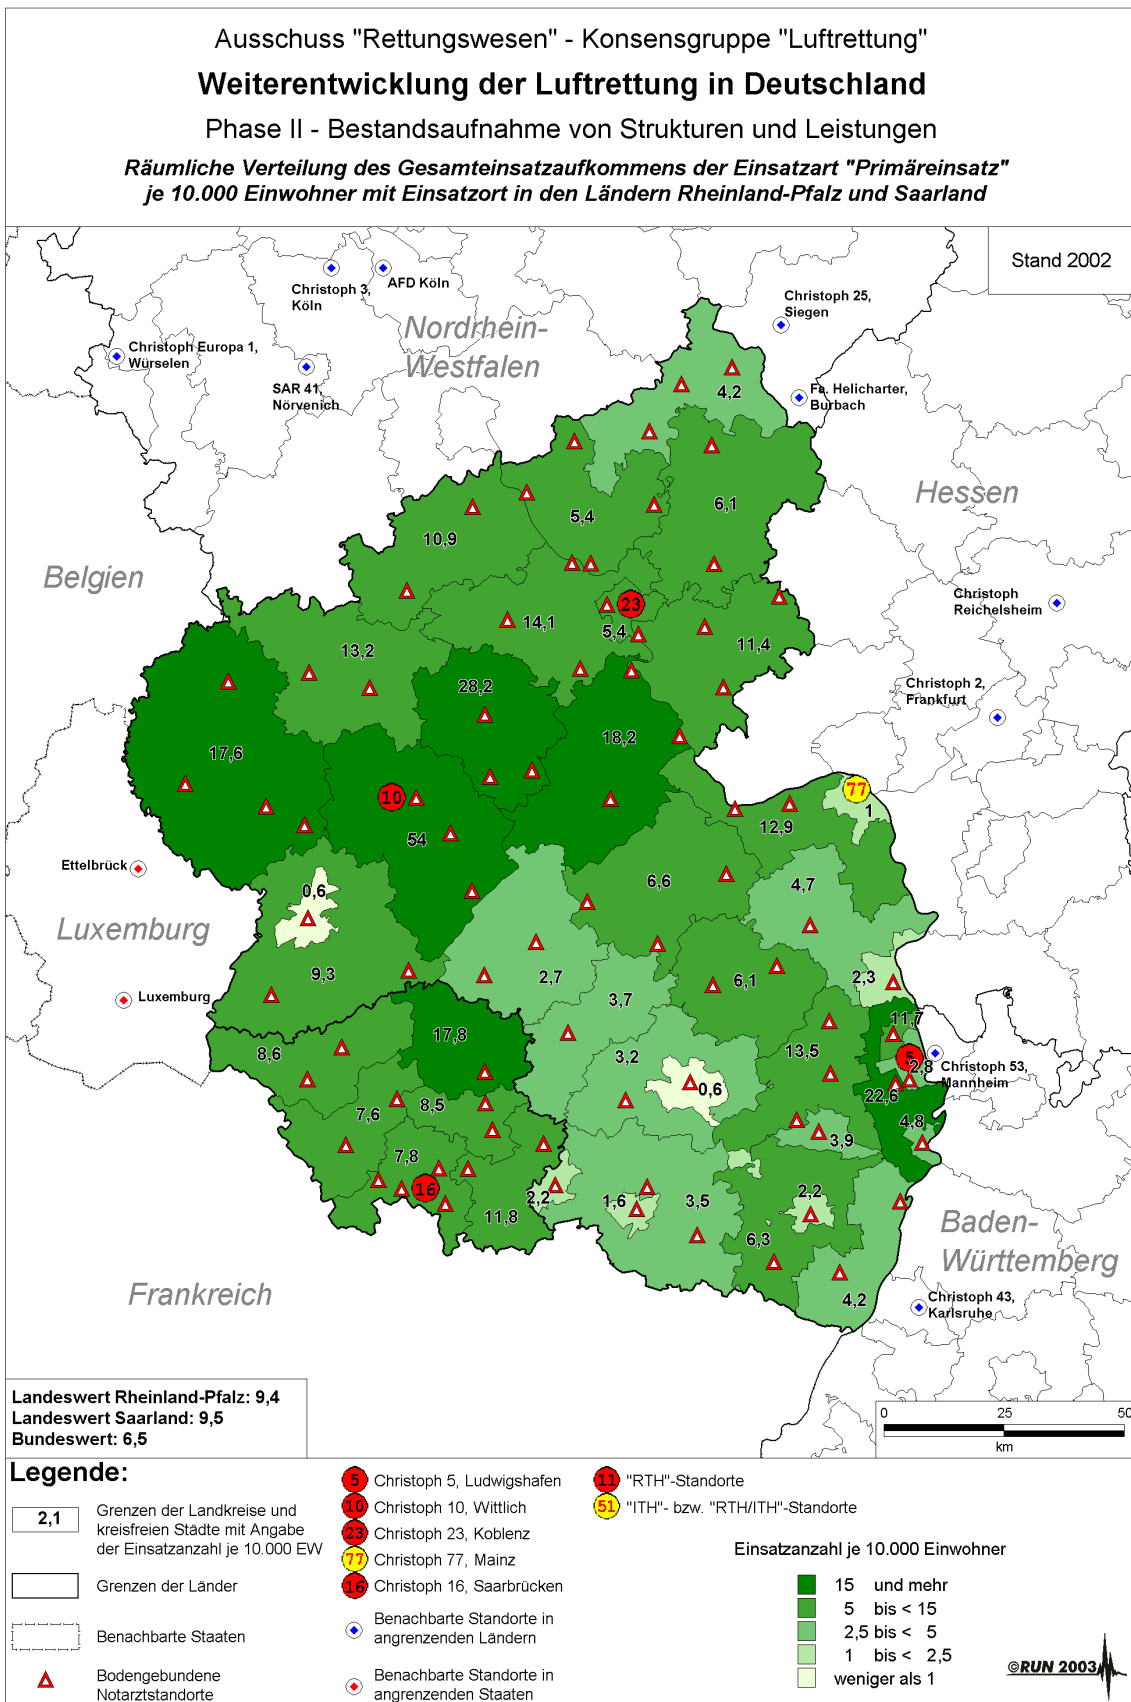 Ausschuss "Rettungswesen" - Konsensgruppe "Luftrettung"
Weiterentwicklung der Luftrettung in Deutschland
Phase II - Bestandsaufnahme von Strukturen und Leistungen
Räumliche Verteilung des Gesamteinsatzaufkommens der Einsatzart "Primäreinsatz"
je 10.000 Einwohner mit Einsatzort in den Ländern Rheinland-Pfalz und Saarland
Stand 2002
Christoph 3,
Köln
AFD Köln
Christoph 25,
Siegen
Nordrhein-
Westfalen
Christoph Europa 1,
Würselen
SAR 41,
Nörvenich
Fa. Helicharter,
Burbach
4,2
Hessen
6,1
5,4
10,9
Belgien
Christoph
Reichelsheim
23
14,1
5,4
11,4
13,2
28,2
Christoph 2,
Frankfurt
18,2
17,6
77
10
1
12,9
54
Ettelbrück
6,6
4,7
0,6
Luxemburg
9,3
2,7
6,1
2,3
Luxemburg
3,7
11,7
17,8
8,6
3,2
13,5
5
2,8
Christoph 53,
Mannheim
0,6
22,6
7,6
8,5
4,8
3,9
7,8
16
2,2
1,6
3,5
2,2
11,8
6,3
Baden-
Württemberg
Frankreich
4,2
Christoph 43,
Karlsruhe
Landeswert Rheinland-Pfalz: 9,4
Landeswert Saarland: 9,5
Bundeswert: 6,5
0 25 50
km
Legende:
2,1
Grenzen der Landkreise und
kreisfreien Städte mit Angabe
der Einsatzanzahl je 10.000 EW
Grenzen der Länder
Benachbarte Staaten
Bodengebundene
Notarztstandorte
5 Christoph 5, Ludwigshafen
10 Christoph 10, Wittlich
23 Christoph 23, Koblenz
77 Christoph 77, Mainz
16 Christoph 16, Saarbrücken
Benachbarte Standorte in
angrenzenden Ländern
Benachbarte Standorte in
angrenzenden Staaten
11 "RTH"-Standorte
51 "ITH"- bzw. "RTH/ITH"-Standorte
Einsatzanzahl je 10.000 Einwohner
15 und mehr
5 bis < 15
2,5 bis < 5
1 bis < 2,5
weniger als 1
©RUN 2003